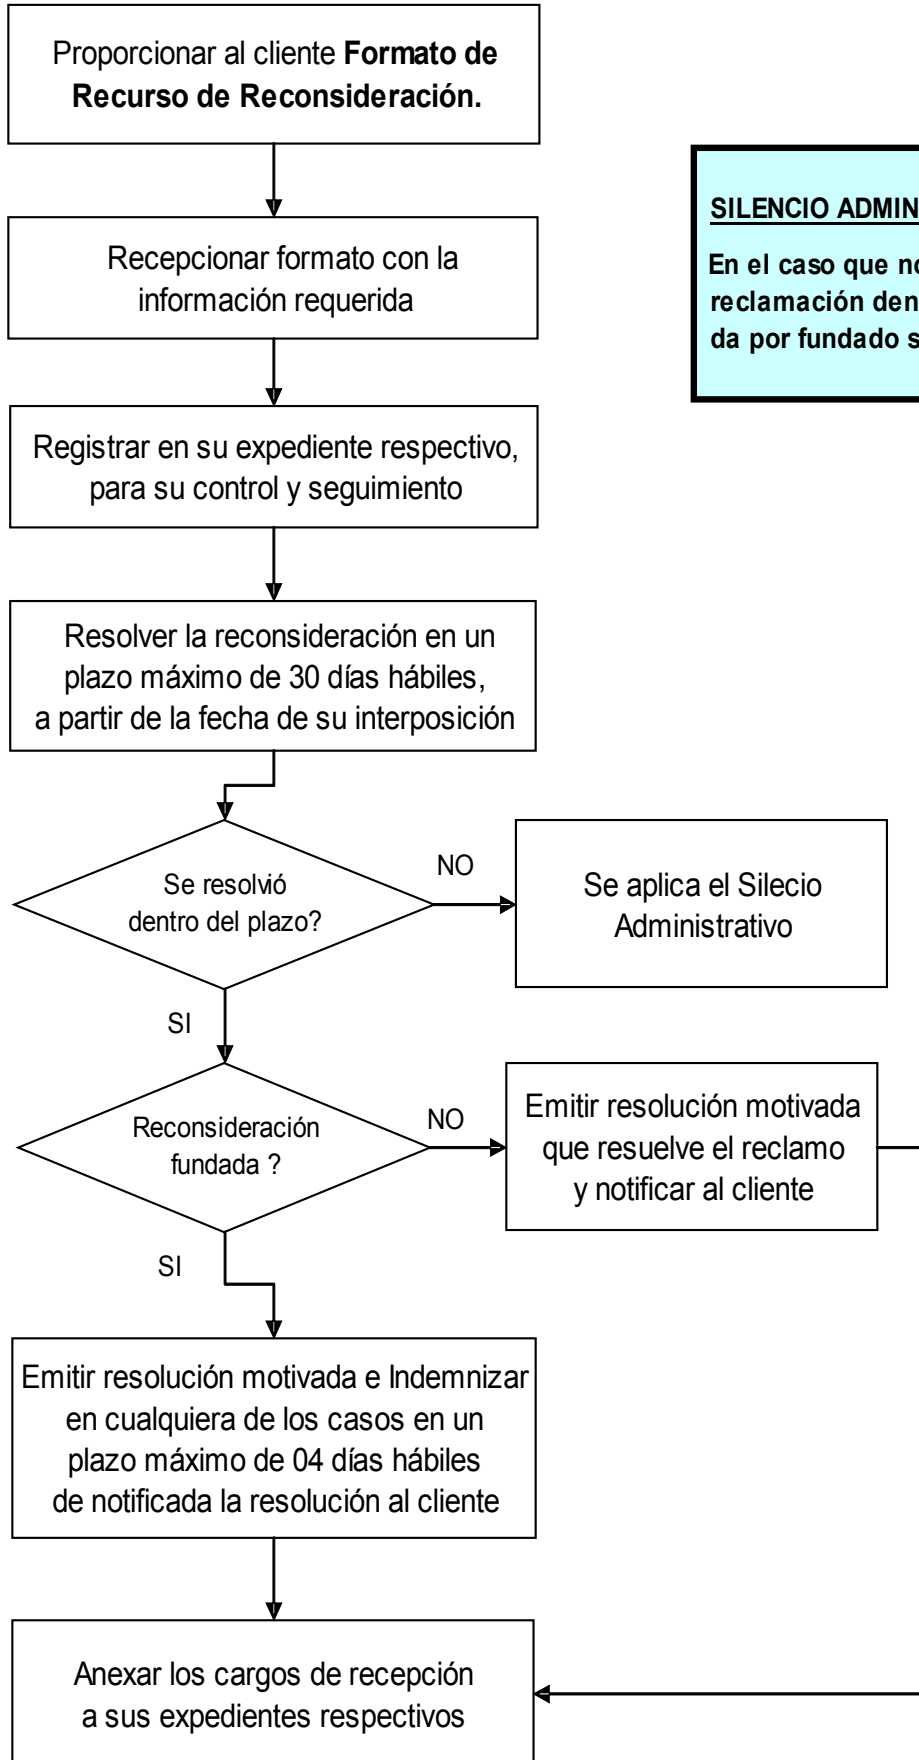 Proporcionar al cliente Formato de
Recurso de Reconsideración.
SILENCIO ADMIN
Recepcionar formato con la
información requerida
En el caso que no
reclamación den
da por fundado s
Registrar en su expediente respectivo,
para su control y seguimiento
Resolver la reconsideración en un
plazo máximo de 30 días hábiles,
a partir de la fecha de su interposición
Se resolvió
dentro del plazo?
NO
Se aplica el Silecio
Administrativo
SI
Reconsideración
fundada ?
NO
Emitir resolución motivada
que resuelve el reclamo
y notificar al cliente
SI
Emitir resolución motivada e Indemnizar
en cualquiera de los casos en un
plazo máximo de 04 días hábiles
de notificada la resolución al cliente
Anexar los cargos de recepción
a sus expedientes respectivos